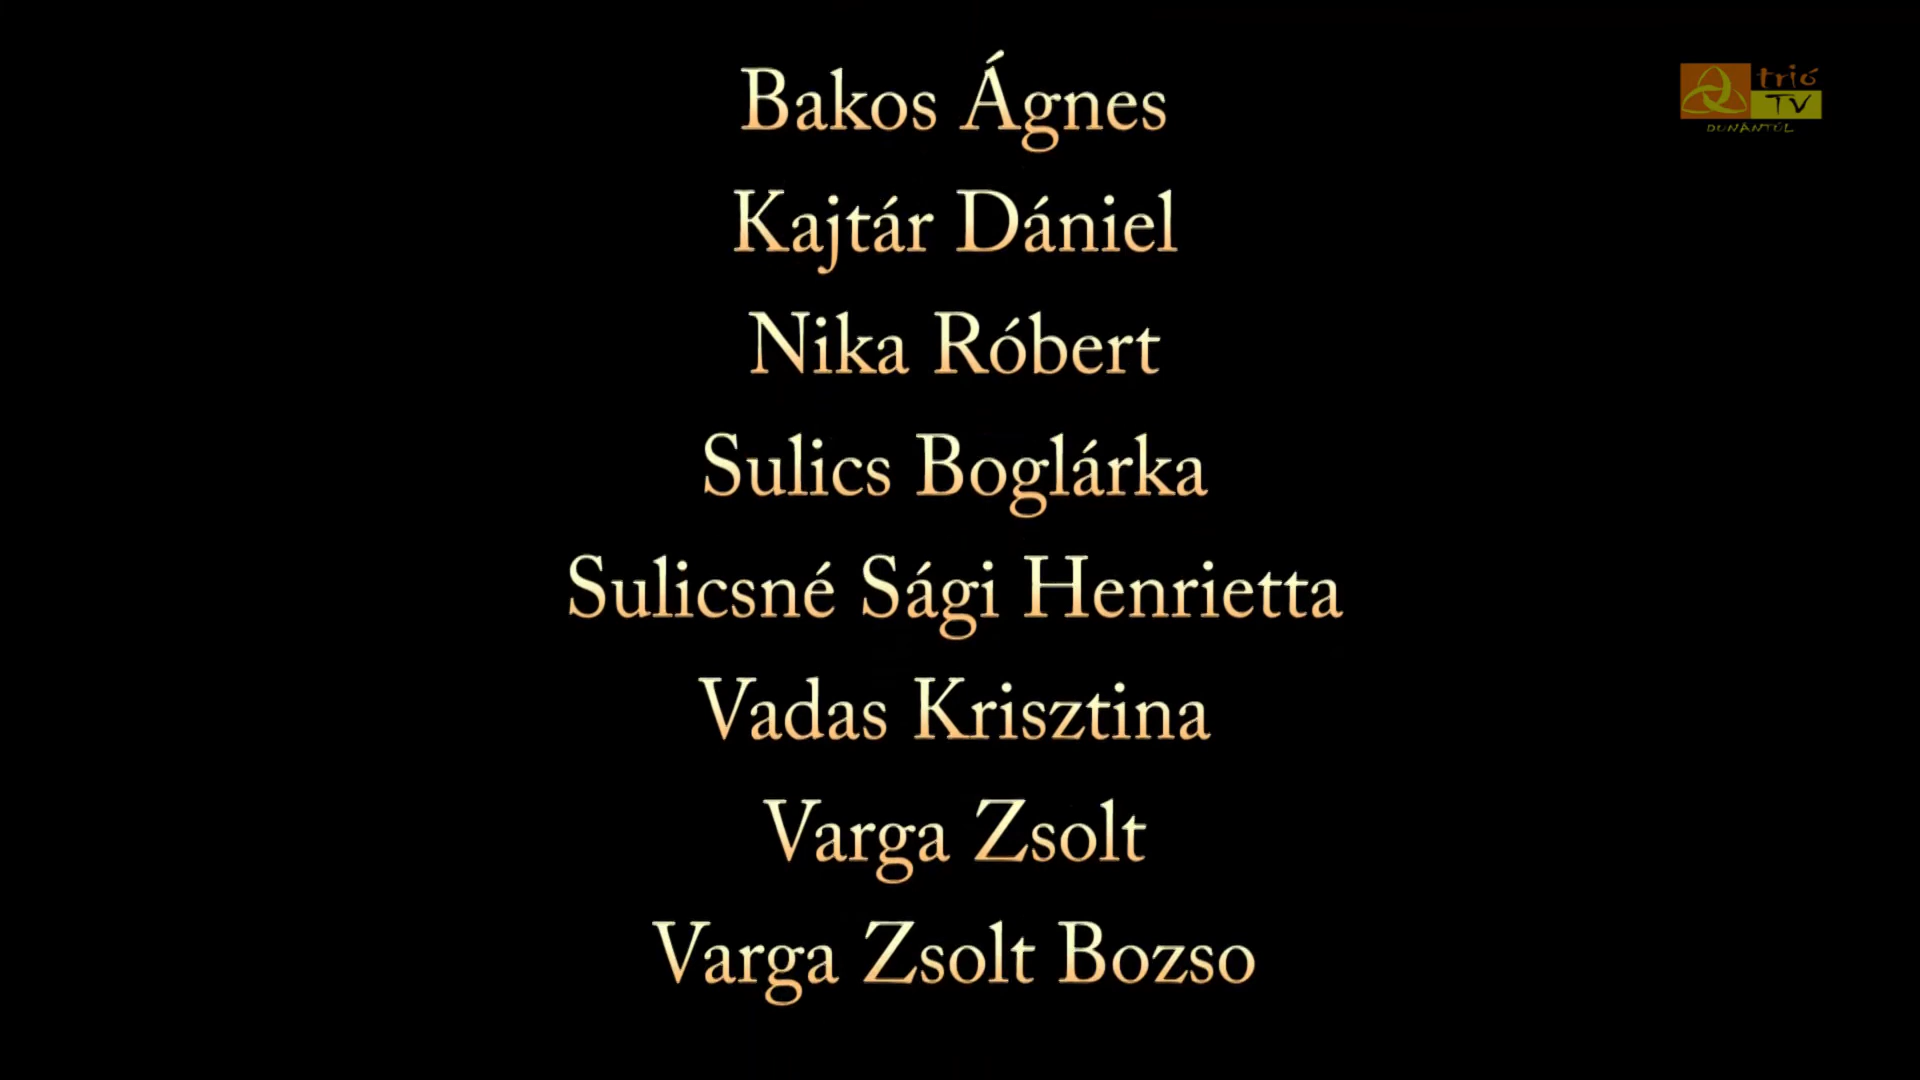 Bakos Ágnes
Kajtár Dániel
Nika Róbert
Sulics Boglárka
Sulicsné Sági Henrietta
Vadas Krisztina
Varga Zsolt
Varga Zsolt Bozso
trió
TV
DUNÁNTÚL